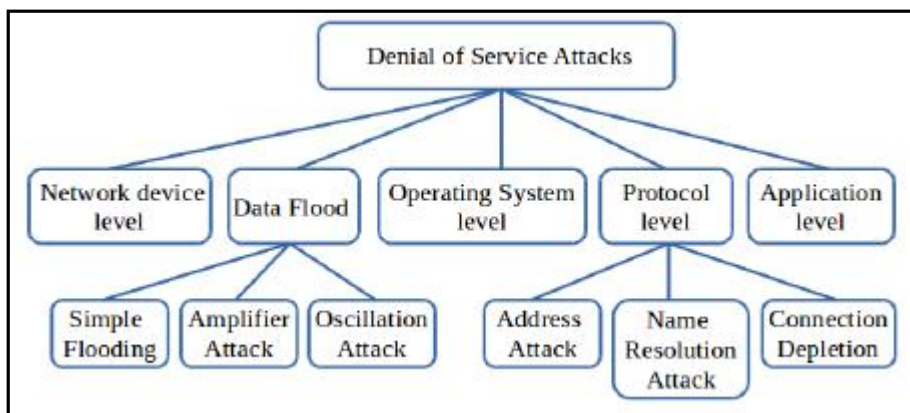 Denial of Service Attacks
Network device
level
Data Flood
Operating System
level
Protocol
level
Application
level
Simple
Flooding
Amplifier
Attack
Oscillation
Attack
Address
Attack
Name
Resolution
Attack
Connection
Depletion